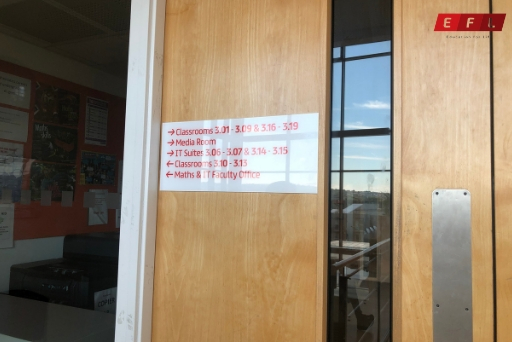 EFL
→Classrooms 3.01 - 3.09 & 3.16 - 3.19
→Media Room
→IT Suites 3.06 - 3.07 & 3.14 - 3.15
←Classrooms 3.10 - 3.13
←Maths & IT Faculty Office